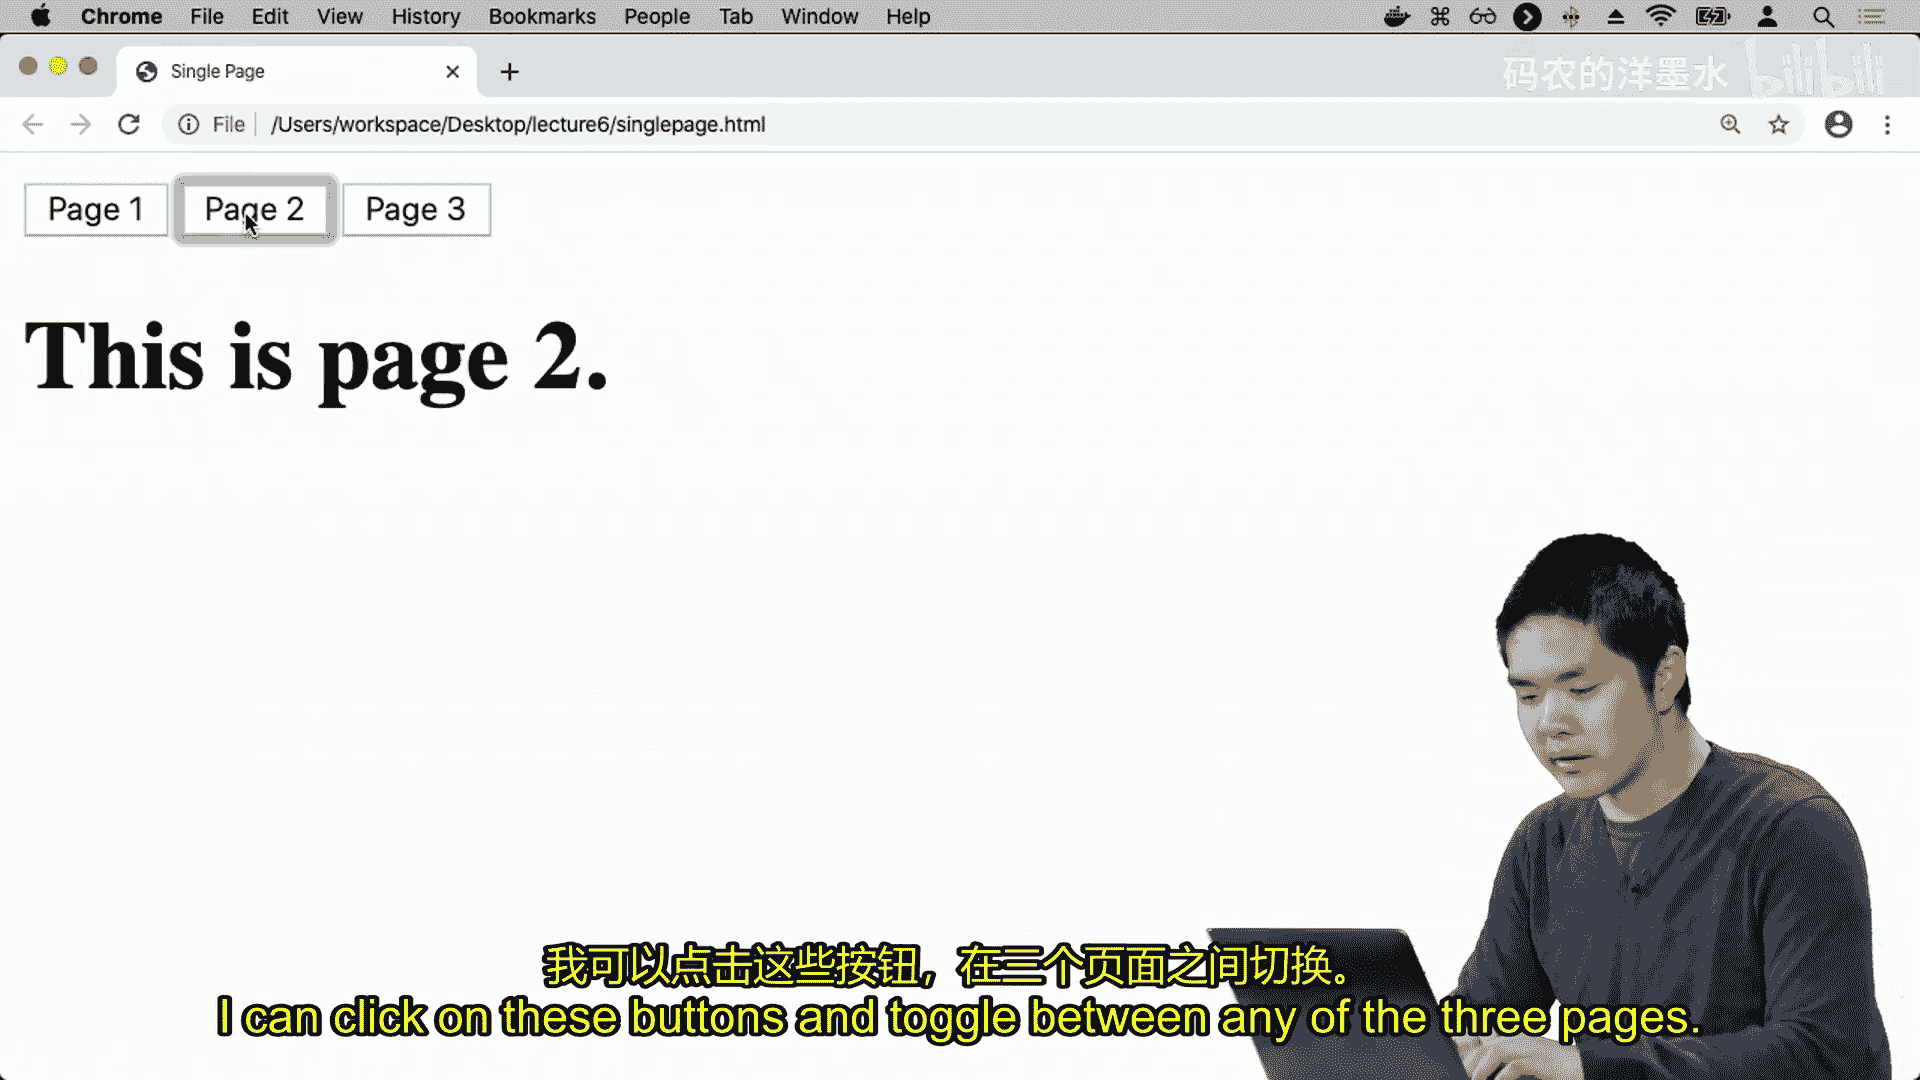 Chrome File Edit View History Bookmarks People Tab Window Help
Single Page
码农的洋墨水 bilibili
File /Users/workspace/Desktop/lecture6/singlepage.html
Page 1 Page 2 Page 3
This is page 2.
我可以点击这些按钮，在三个页面之间切换。
I can click on these buttons and toggle between any of the three pages.